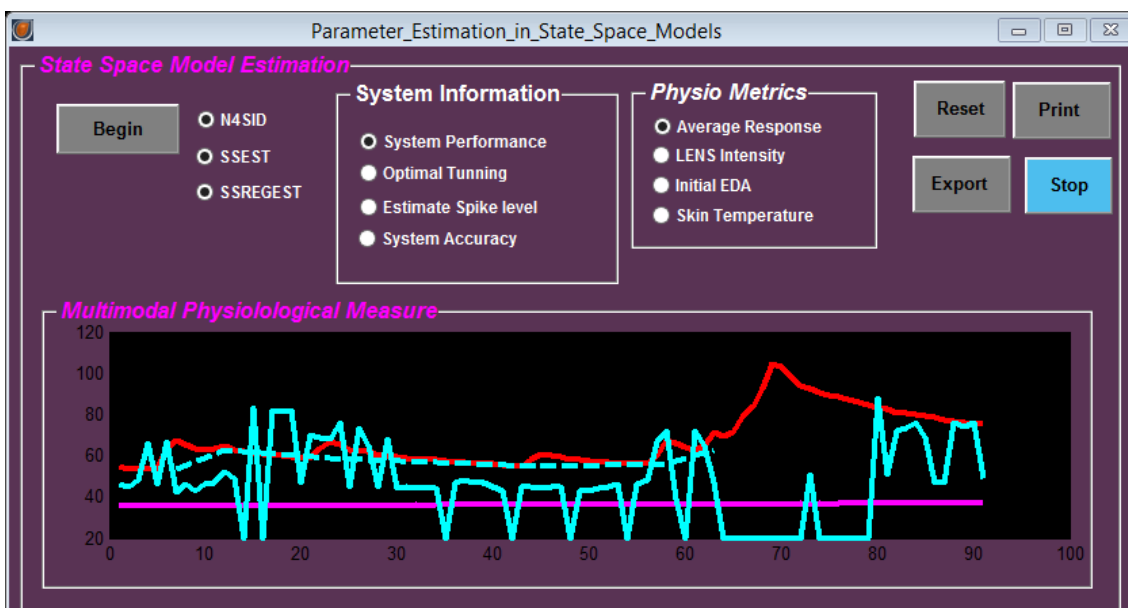 Parameter_Estimation_in_State_Space_Models
State Space Model Estimation
Begin
N4SID
SSEST
SSREGEST
System Information
System Performance
Optimal Tunning
Estimate Spike level
System Accuracy
Physio Metrics
Average Response
LENS Intensity
Initial EDA
Skin Temperature
Reset
Print
Export
Stop
Multimodal Physiolological Measure
120
100
80
60
40
20
0 10 20 30 40 50 60 70 80 90 100